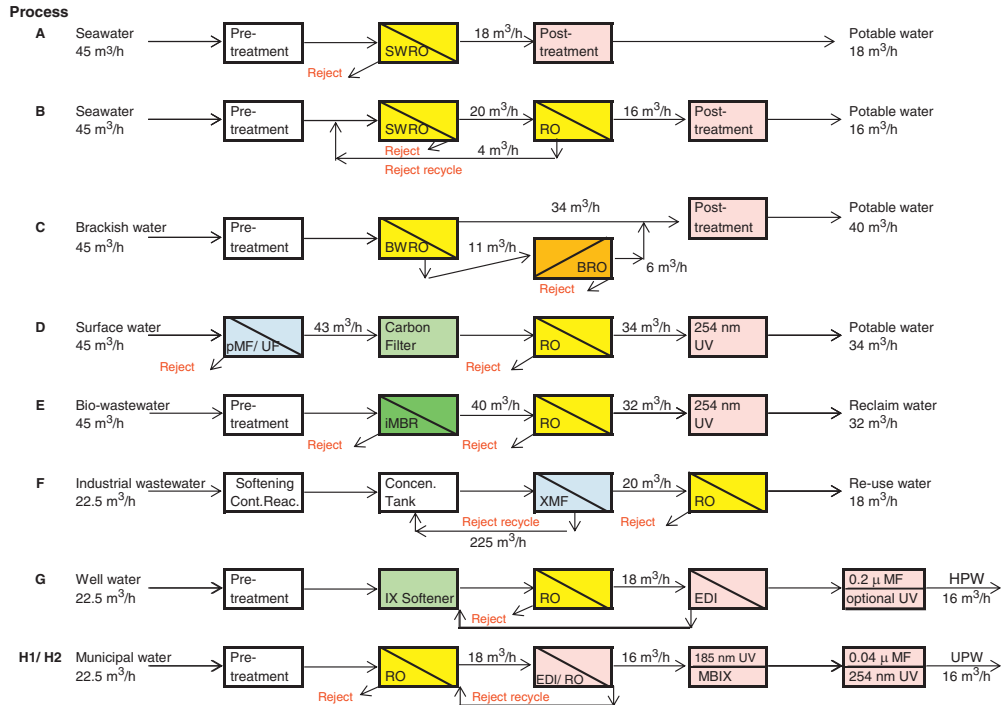 Process
A
Seawater
45 m³/h
Pre-
treatment
SWRO
Reject
18 m³/h
Post-
treatment
Potable water
18 m³/h
B
Seawater
45 m³/h
Pre-
treatment
SWRO
Reject
20 m³/h
RO
16 m³/h
4 m³/h
Reject recycle
Post-
treatment
Potable water
16 m³/h
C
Brackish water
45 m³/h
Pre-
treatment
BWRO
34 m³/h
11 m³/h
BRO
Reject
6 m³/h
Post-
treatment
Potable water
40 m³/h
D
Surface water
45 m³/h
pMF/ UF
Reject
43 m³/h
Carbon
Filter
RO
Reject
34 m³/h
254 nm
UV
Potable water
34 m³/h
E
Bio-wastewater
45 m³/h
Pre-
treatment
iMBR
Reject
40 m³/h
RO
Reject
32 m³/h
254 nm
UV
Reclaim water
32 m³/h
F
Industrial wastewater
22.5 m³/h
Softening
Cont.Reac.
Concen.
Tank
XMF
Reject recycle
225 m³/h
20 m³/h
RO
Reject
Re-use water
18 m³/h
G
Well water
22.5 m³/h
Pre-
treatment
IX Softener
RO
Reject
18 m³/h
EDI
0.2 μ MF
optional UV
HPW
16 m³/h
H1/ H2
Municipal water
22.5 m³/h
Pre-
treatment
RO
Reject
18 m³/h
EDI/ RO
Reject recycle
16 m³/h
185 nm UV
MBIX
0.04 μ MF
254 nm UV
UPW
16 m³/h